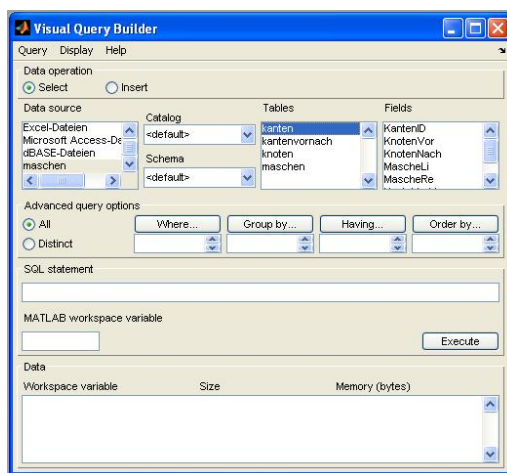 Visual Query Builder
Query Display Help
Data operation
Select Insert
Data source
Excel-Dateien
Microsoft Access-Da
dBASE-Dateien
maschen
Catalog
<default>
Schema
<default>
Tables
kanten
kantenvornach
knoten
maschen
Fields
KantenID
KnotenVor
KnotenNach
MascheLi
MascheRe
Advanced query options
All
Distinct
Where... Group by... Having... Order by...
SQL statement
MATLAB workspace variable
Execute
Data
Workspace variable Size Memory (bytes)